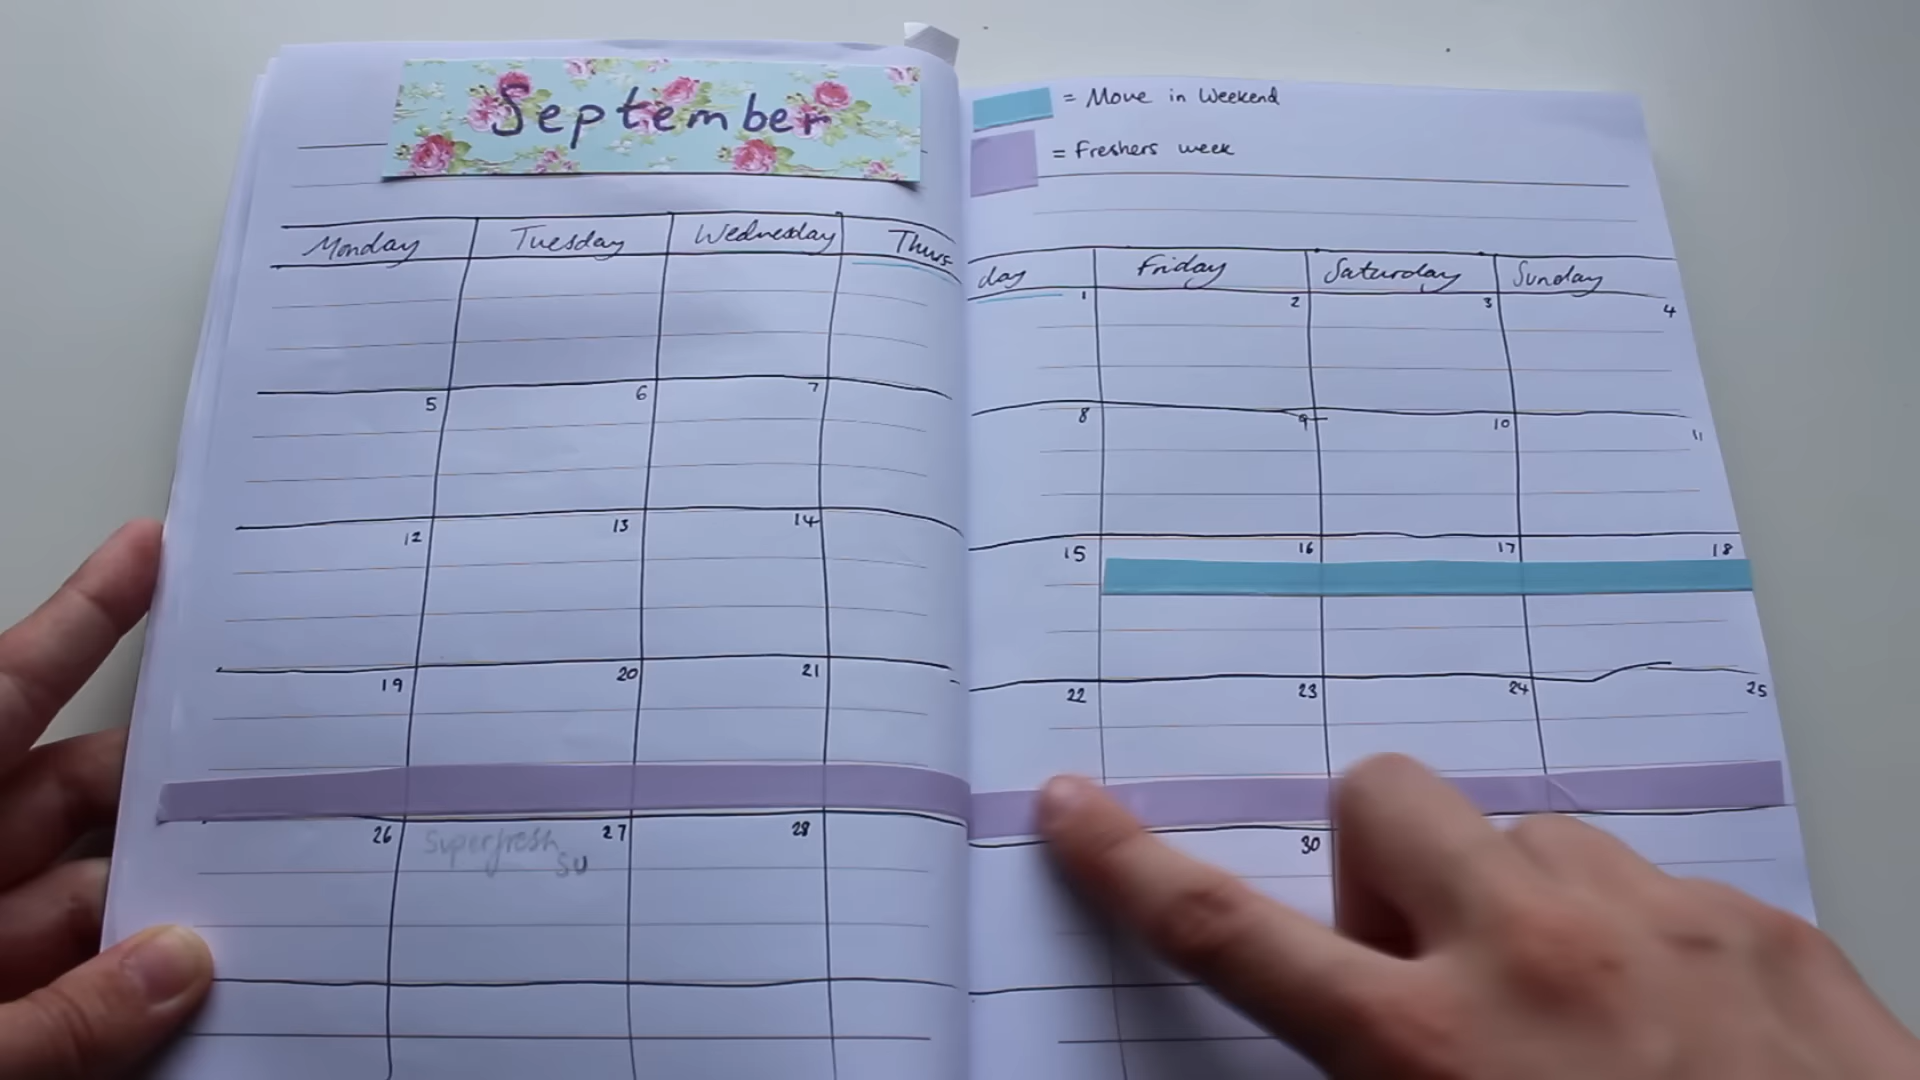 September
= Move in Weekend
= Freshers week
Monday Tuesday Wednesday Thursday Friday Saturday Sunday
1 2 3 4
5 6 7 8 9 10 11
12 13 14 15 16 17 18
19 20 21 22 23 24 25
26 27 28 30
Superfresh
SU